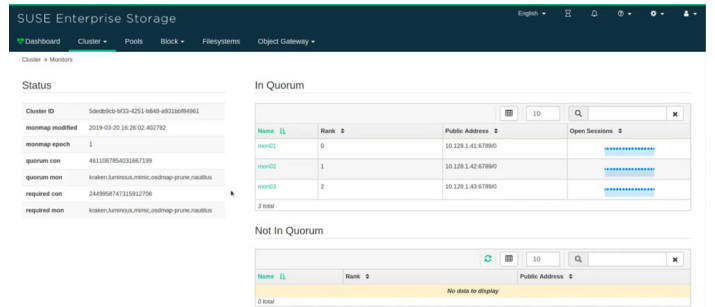 SUSE Enterprise Storage
English
Dashboard Cluster Pools Block Filesystems Object Gateway
Cluster » Monitors
Status
Cluster ID 5dedb9cb-bf33-4251-b848-a931bbf84961
monmap modified 2019-03-20 16:26:02.402792
monmap epoch 1
quorum con 4611087854031667199
quorum mon kraken,luminous,mimic,osdmap-prune,nautilus
required con 2449958747315912708
required mon kraken,luminous,mimic,osdmap-prune,nautilus
In Quorum
10
Name Rank Public Address Open Sessions
mon01 0 10.128.1.41:6789/0
mon02 1 10.128.1.42:6789/0
mon03 2 10.128.1.43:6789/0
3 total
Not In Quorum
10
Name Rank Public Address
No data to display
0 total